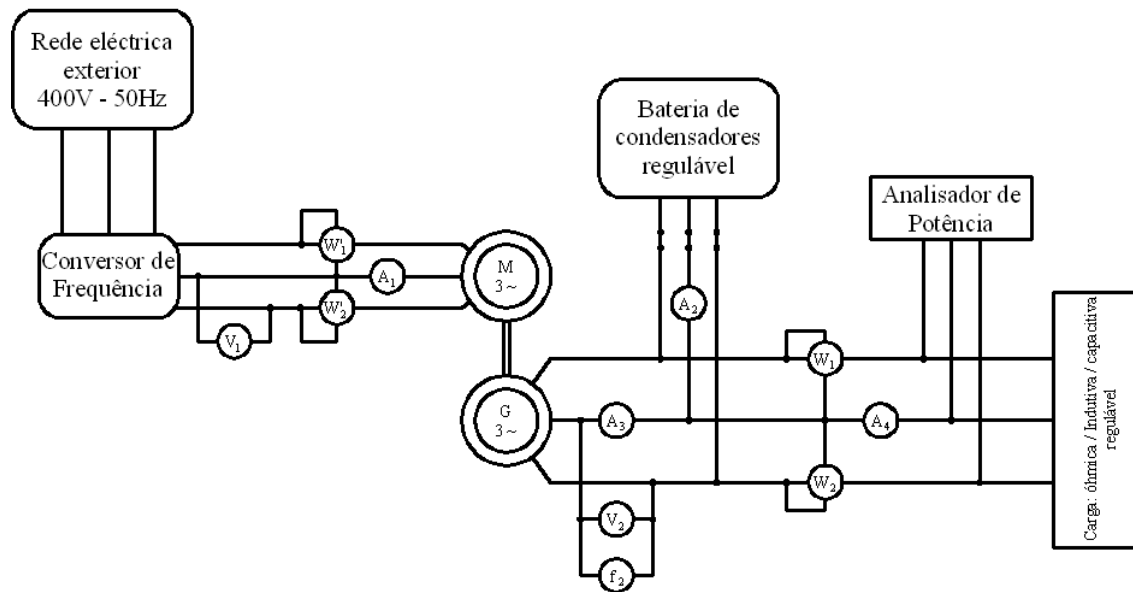 Rede eléctrica
exterior
400V - 50Hz
Bateria de
condensadores
regulável
Analisador de
Potência
Conversor de
Frequência
W'1
A1
W'2
V1
M
3~
A2
G
3~
A3
W1
A4
W2
V2
f2
Carga: óhmica / Indutiva / capacitiva
regulável